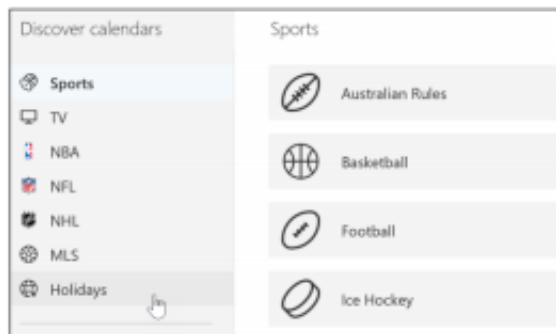 Discover calendars
Sports
TV
NBA
NFL
NHL
MLS
Holidays
Sports
Australian Rules
Basketball
Football
Ice Hockey